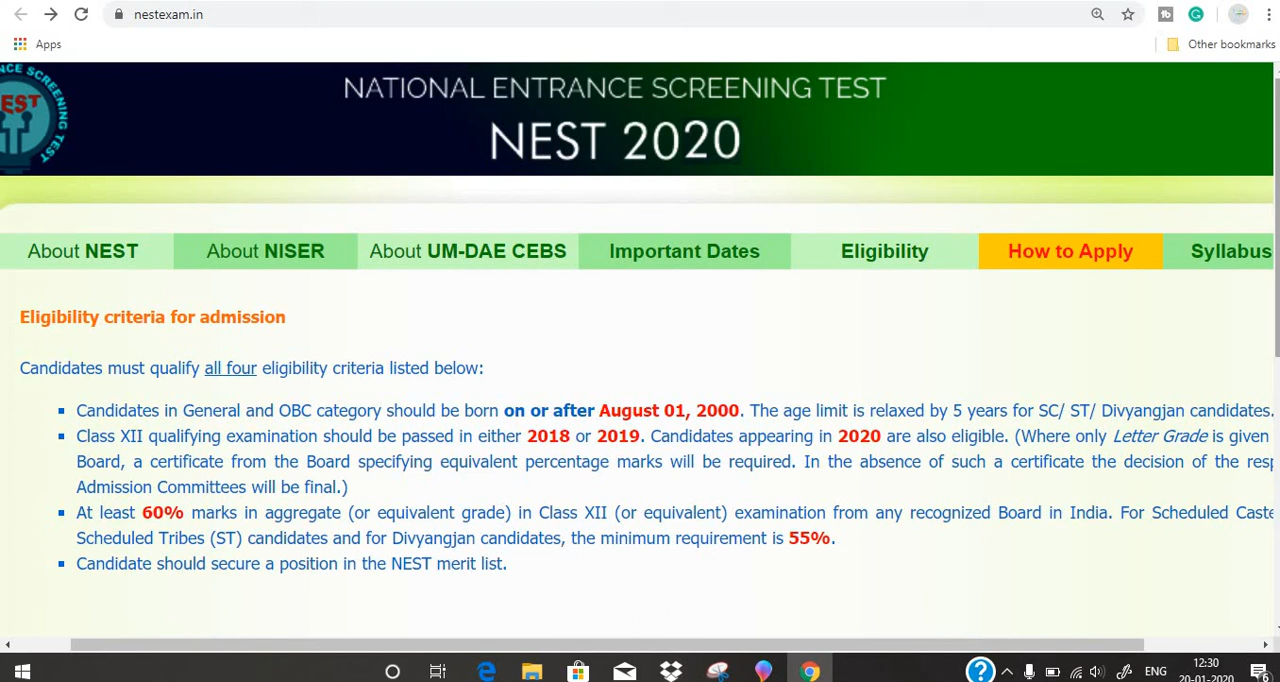 nestexam.in
Apps
Other bookmarks
NATIONAL ENTRANCE SCREENING TEST
NEST 2020
About NEST About NISER About UM-DAE CEBS Important Dates Eligibility How to Apply Syllabus
Eligibility criteria for admission
Candidates must qualify all four eligibility criteria listed below:
Candidates in General and OBC category should be born on or after August 01, 2000. The age limit is relaxed by 5 years for SC/ ST/ Divyangjan candidates.
Class XII qualifying examination should be passed in either 2018 or 2019. Candidates appearing in 2020 are also eligible. (Where only Letter Grade is given
Board, a certificate from the Board specifying equivalent percentage marks will be required. In the absence of such a certificate the decision of the
Admission Committees will be final.)
At least 60% marks in aggregate (or equivalent grade) in Class XII (or equivalent) examination from any recognized Board in India. For Scheduled
Scheduled Tribes (ST) candidates and for Divyangjan candidates, the minimum requirement is 55%.
Candidate should secure a position in the NEST merit list.
ENG
12:30
20-01-2020